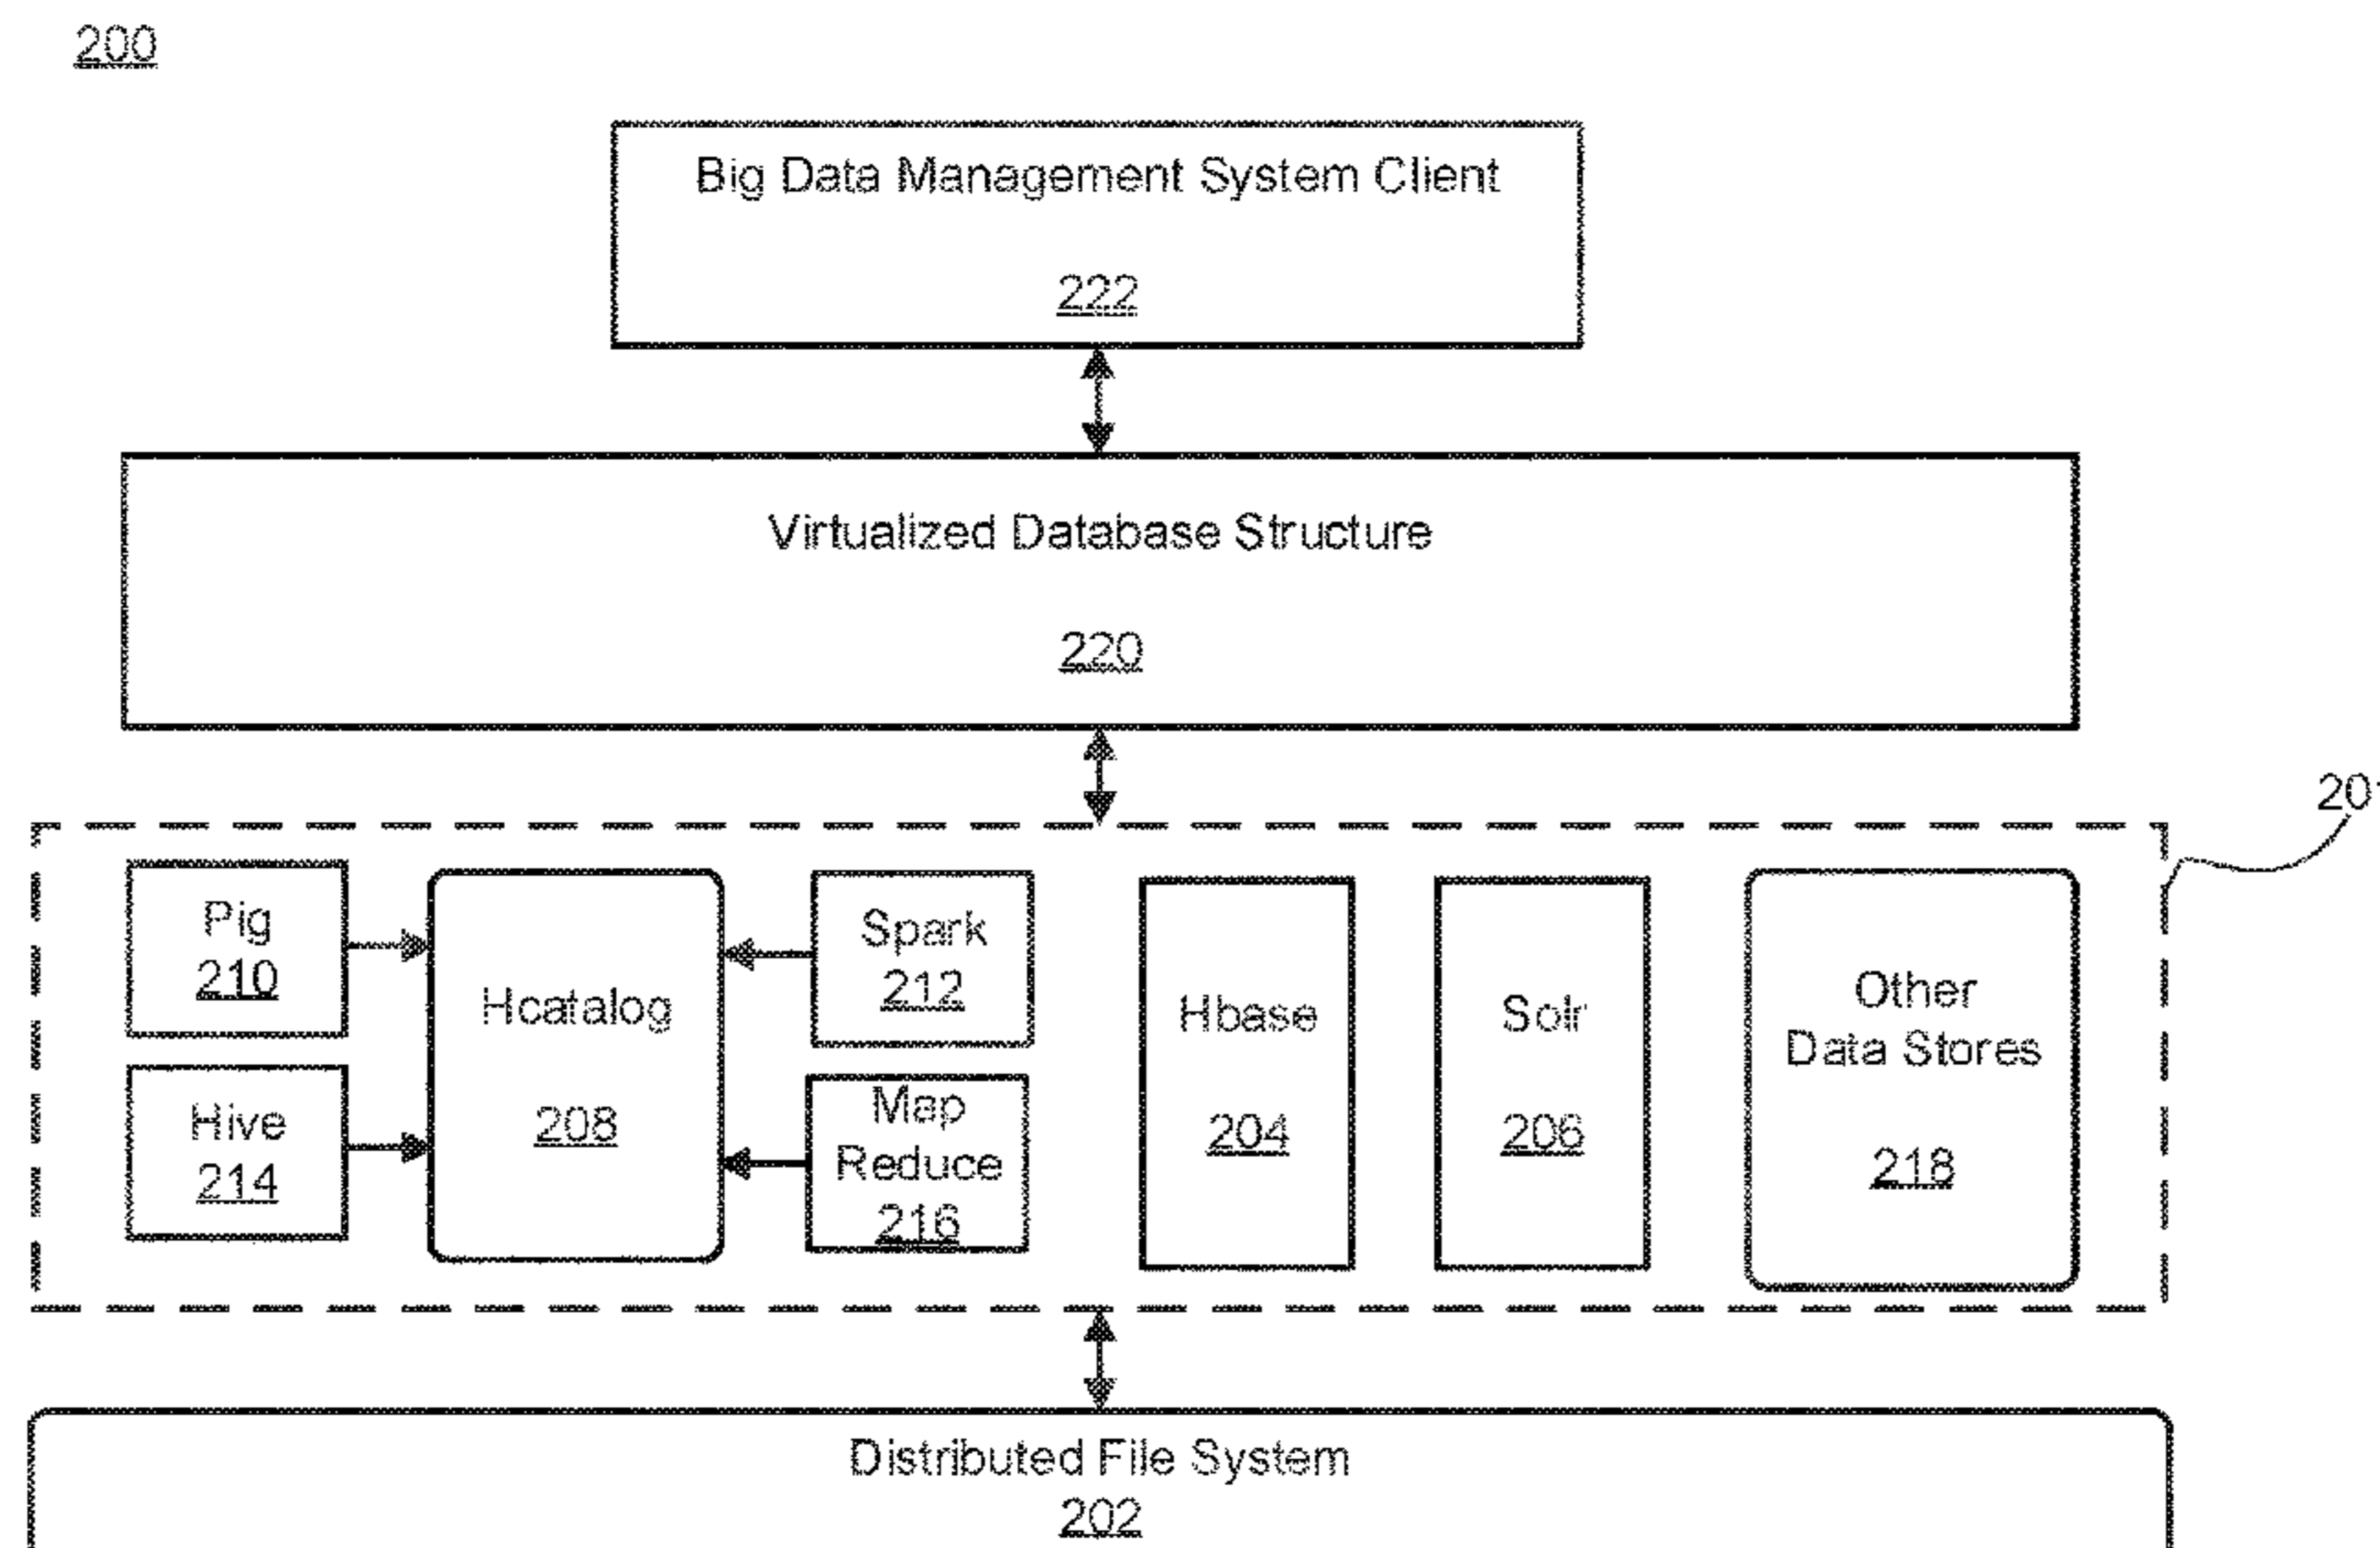 200
Big Data Management System Client
222
Virtualized Database Structure
220
Pig
210
Hive
214
Hcatalog
208
Spark
212
Map
Reduce
216
Hbase
204
Solr
206
Other
Data Stores
218
Distributed File System
202